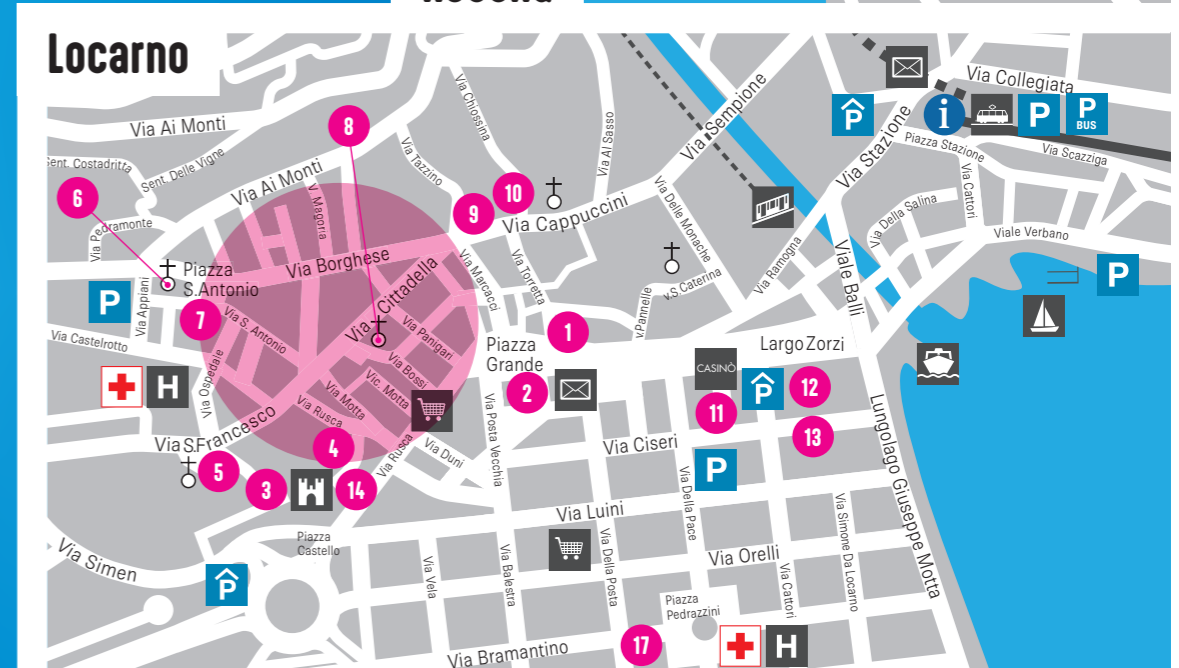 Locarno
Via Ai Monti
Sent. Delle Vigne
Via Ai Monti
V. Magoria
Via Chiossina
Via Tazzino
Via Al Sasso
Via Sempione
Via Collegiata
P
i
P
P
BUS
Via Stazione
Piazza Stazione
Via Scazziga
Via Cattori
8
6
10
9
Via Cappuccini
Via Delle Monache
Via Della Salina
Viale Verbano
Via Pedramonte
Piazza
S.Antonio
Via Borghese
Via Cittadella
Via Marcacci
Via Torretta
v.S.Caterina
Via Ramogna
Viale Balli
P
P
Via Appiani
7
Via S. Antonio
Via Panigari
1
v.Pannelle
Via Castelrotto
Piazza
Grande
Largo Zorzi
H
Via Ospedale
Via Bossi
Vic. Motta
Via Motta
Via Rusca
2
CASINÒ
P
12
11
13
Via S.Francesco
4
Via Rusca
Via Duni
Via Posta Vecchia
Via Ciseri
P
Via Della Pace
Lungolago Giuseppe Motta
5
3
14
Via Luini
Piazza
Castello
Via Simen
P
Via Vela
Via Balestra
Via Della Posta
Via Orelli
Via Cattori
Via Simone Da Locarno
Piazza
Pedrazzini
17
H
Via Bramantino